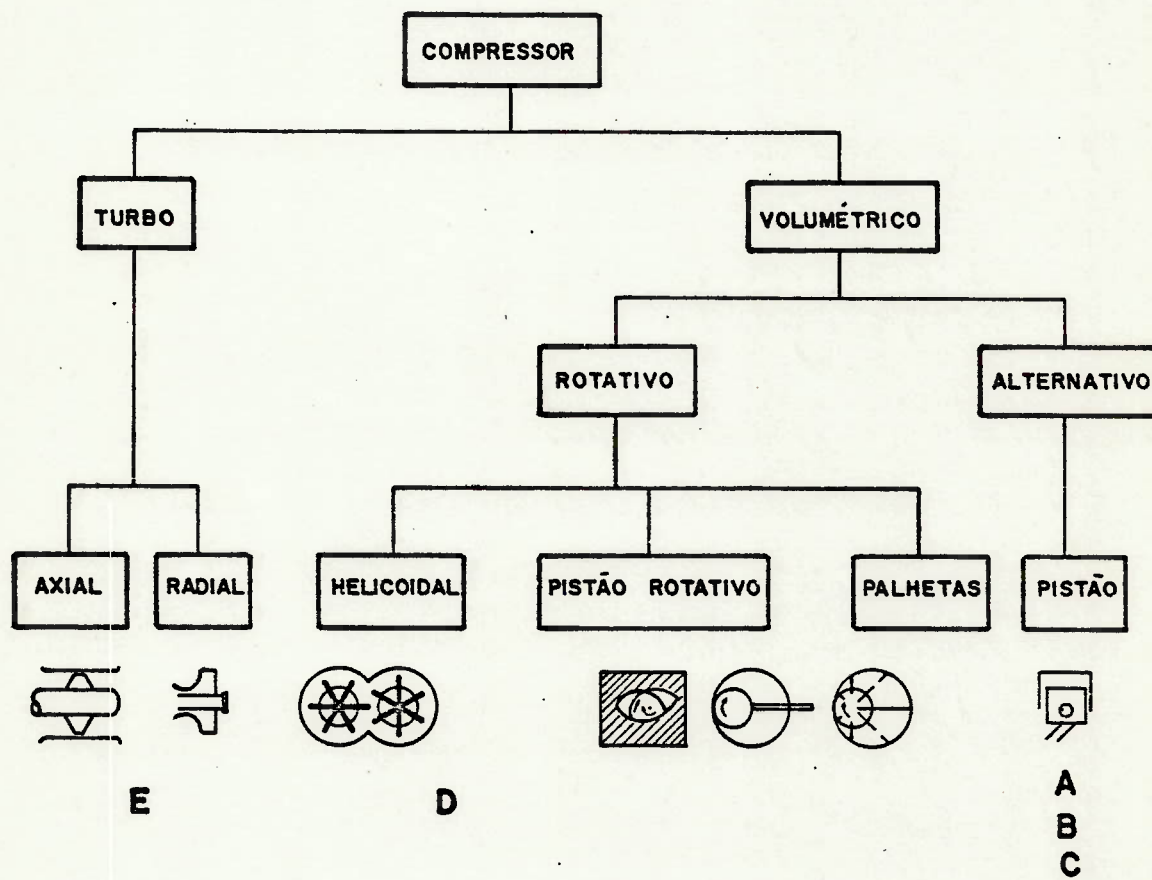 COMPRESSOR
TURBO
VOLUMÉTRICO
ROTATIVO
ALTERNATIVO
AXIAL
RADIAL
HELICOIDAL
PISTÃO ROTATIVO
PALHETAS
PISTÃO
E
D
A
B
C